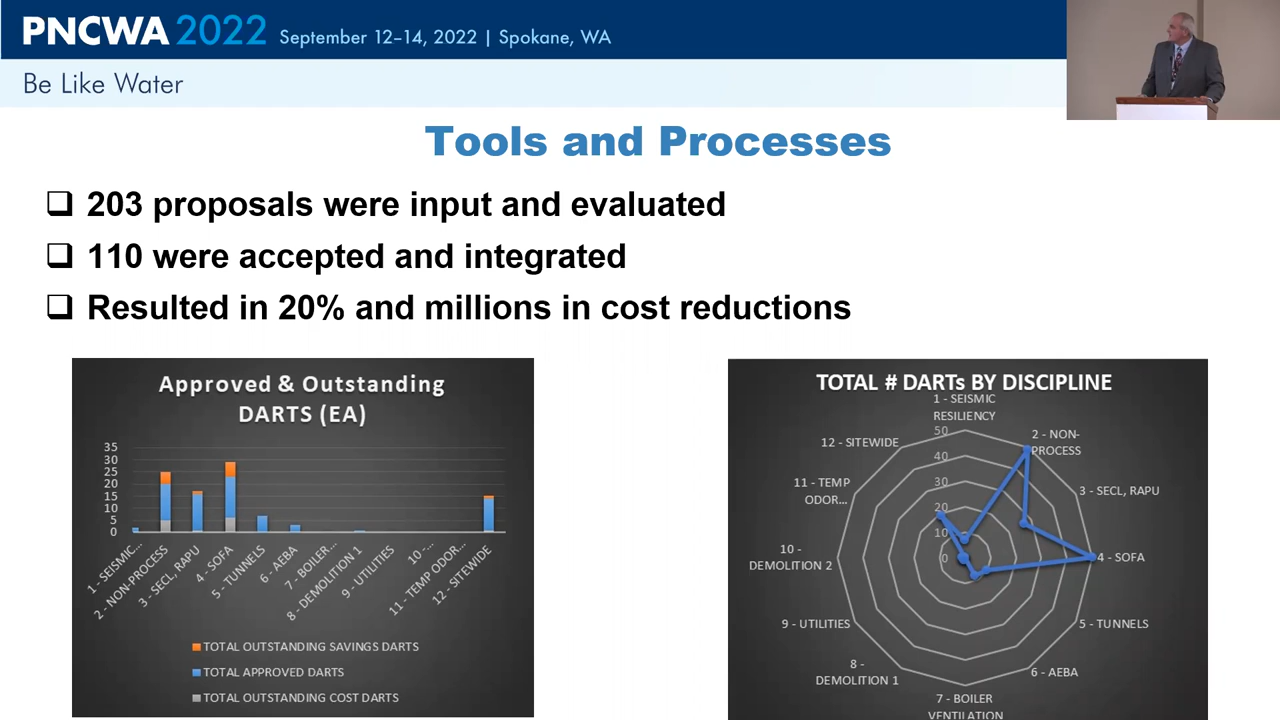 PNCWA 2022 September 12–14, 2022 | Spokane, WA
Be Like Water
Tools and Processes
203 proposals were input and evaluated
110 were accepted and integrated
Resulted in 20% and millions in cost reductions
Approved & Outstanding
DARTS (EA)
35
30
25
20
15
10
5
0
1 - SEISMIC...
2 - NON-PROCESS
3 - SECL, RAPU
4 - SOFA
5 - TUNNELS
6 - AEBA
7 - BOILER...
8 - DEMOLITION 1
9 - UTILITIES
10 -...
11 - TEMP ODOR...
12 - SITEWIDE
TOTAL OUTSTANDING SAVINGS DARTS
TOTAL APPROVED DARTS
TOTAL OUTSTANDING COST DARTS
TOTAL # DARTs BY DISCIPLINE
1 - SEISMIC
RESILIENCY
2 - NON-
PROCESS
3 - SECL, RAPU
4 - SOFA
5 - TUNNELS
6 - AEBA
7 - BOILER
VENTILATION
8 -
DEMOLITION 1
9 - UTILITIES
10 -
DEMOLITION 2
11 - TEMP
ODOR...
12 - SITEWIDE
50
40
30
20
10
0